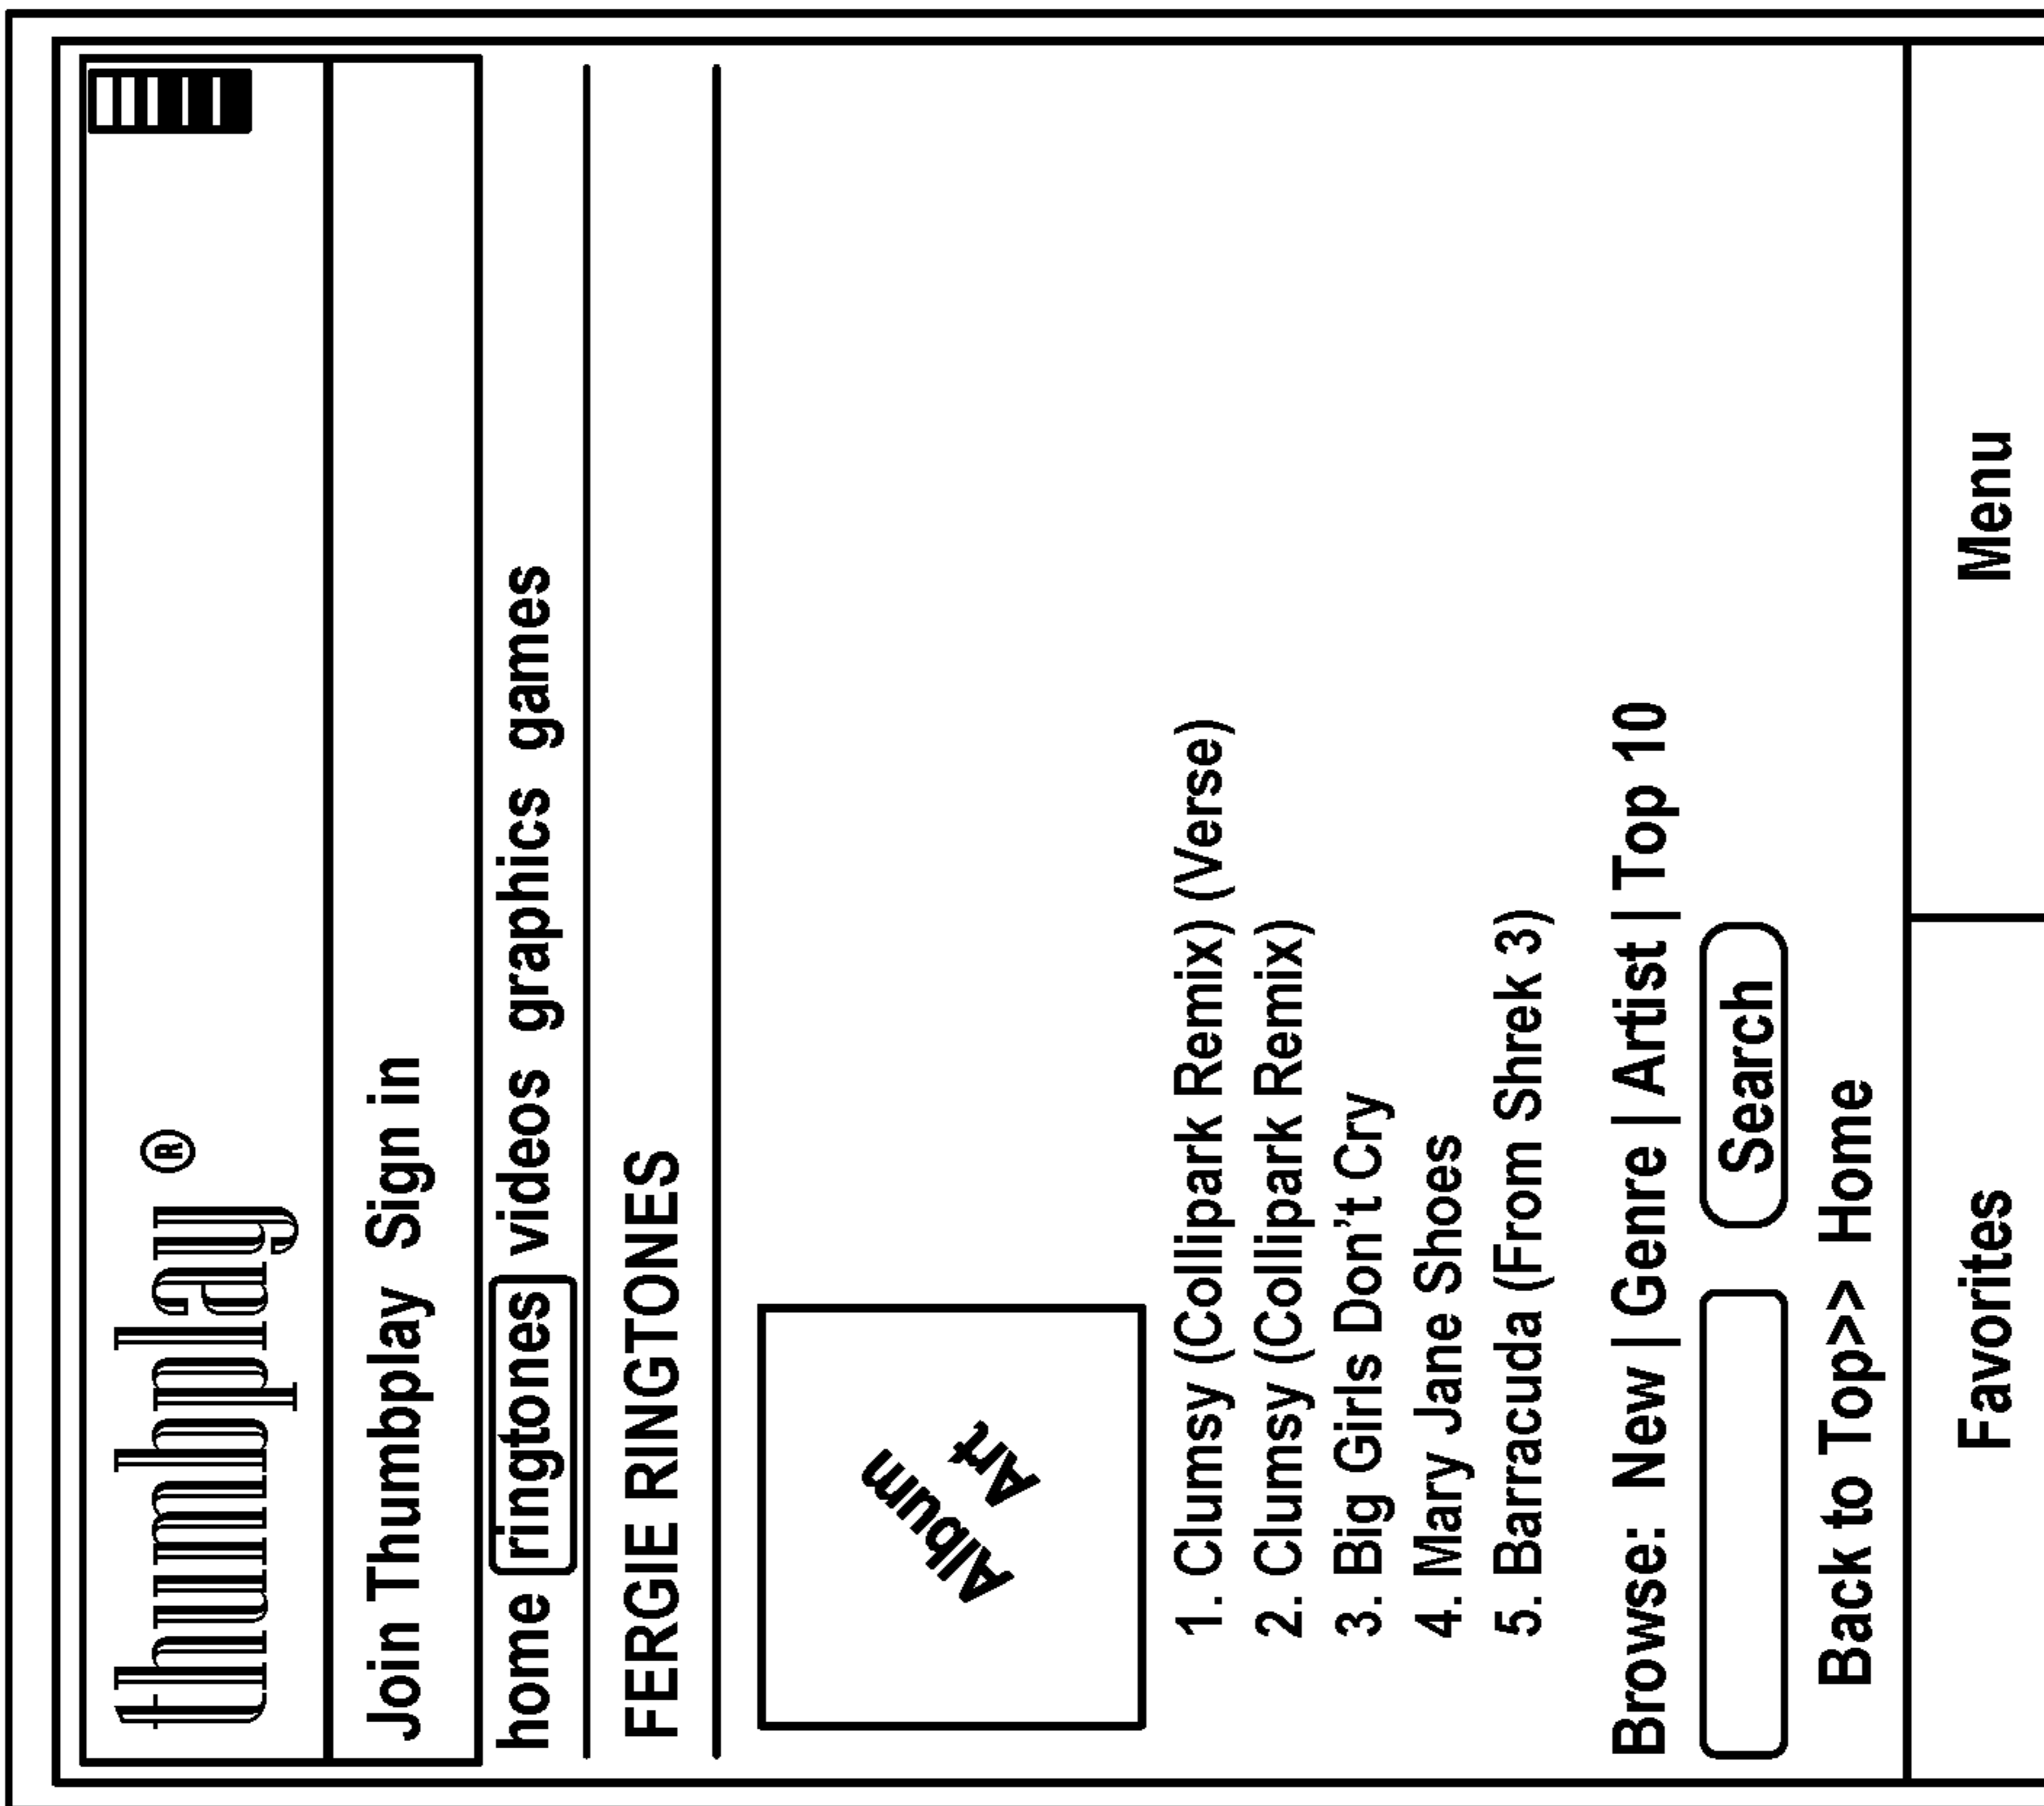 thumbplay ®
Join Thumbplay Sign in
home ringtones videos graphics games
FERGIE RINGTONES
Album
Art
1. Clumsy (Collipark Remix) (Verse)
2. Clumsy (Collipark Remix)
3. Big Girls Don't Cry
4. Mary Jane Shoes
5. Barracuda (From Shrek 3)
Browse: New | Genre | Artist | Top 10
Search
Back to Top>> Home
Favorites Menu